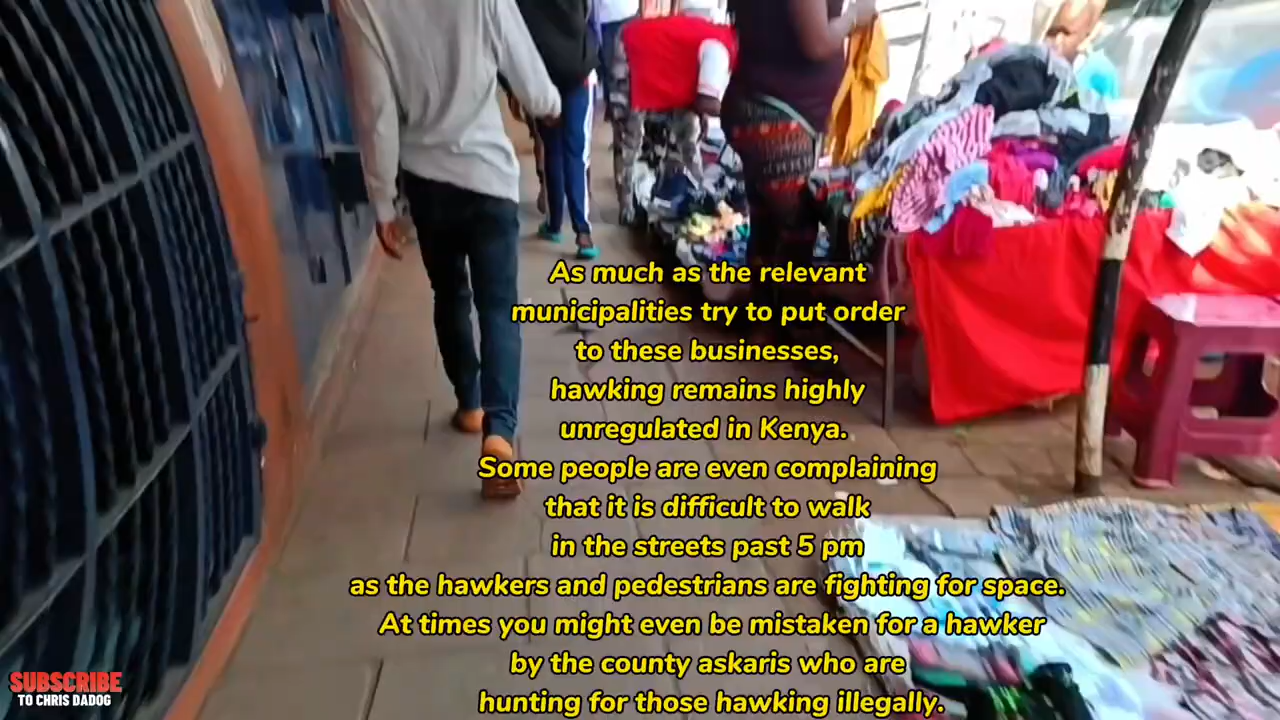 As much as the relevant
municipalities try to put order
to these businesses,
hawking remains highly
unregulated in Kenya.
Some people are even complaining
that it is difficult to walk
in the streets past 5 pm
as the hawkers and pedestrians are fighting for space.
At times you might even be mistaken for a hawker
by the county askaris who are
hunting for those hawking illegally.
SUBSCRIBE
TO CHRIS DADOG